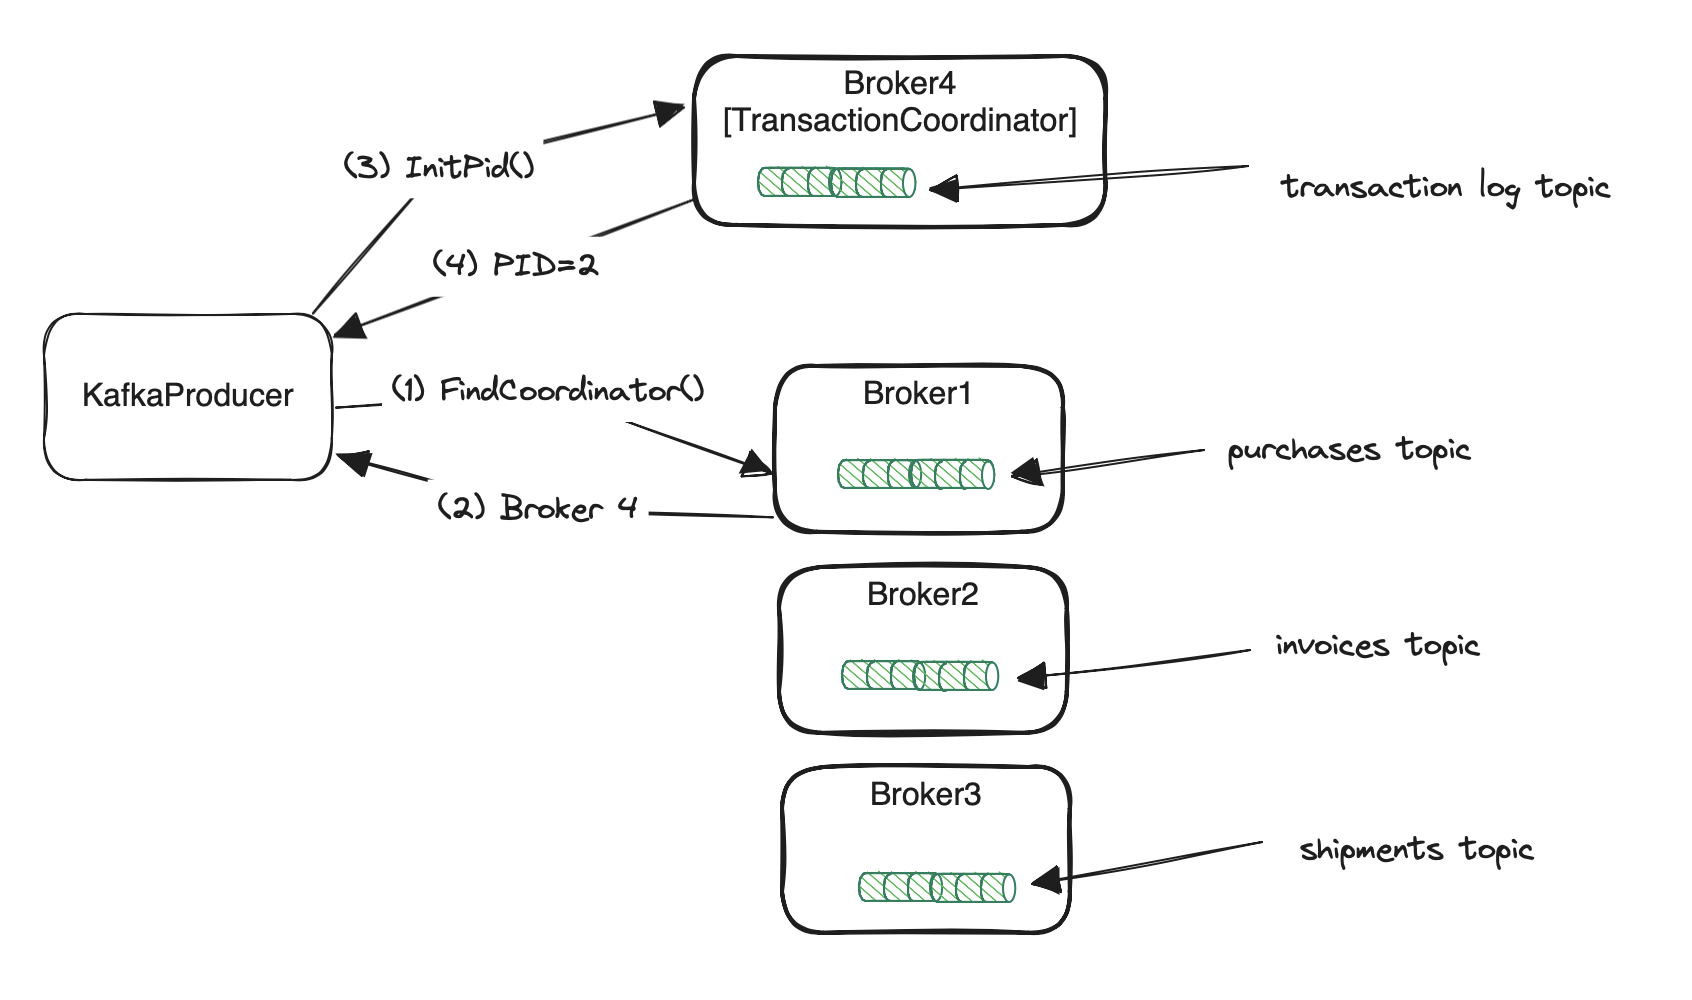 Broker4
[TransactionCoordinator]
(3) InitPid()
transaction log topic
(4) PID=2
KafkaProducer
(1) FindCoordinator()
Broker1
purchases topic
(2) Broker 4
Broker2
invoices topic
Broker3
shipments topic